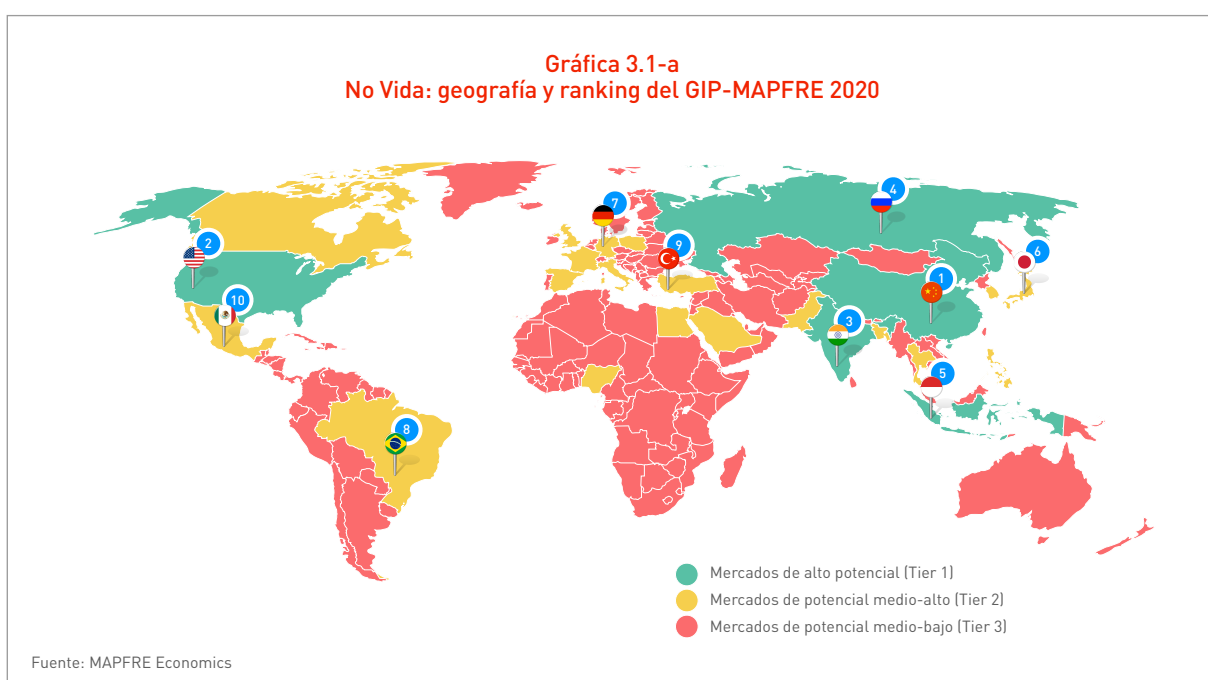 Gráfica 3.1-a
No Vida: geografía y ranking del GIP-MAPFRE 2020
4
7
2
9
6
10
1
3
5
8
Mercados de alto potencial (Tier 1)
Mercados de potencial medio-alto (Tier 2)
Mercados de potencial medio-bajo (Tier 3)
Fuente: MAPFRE Economics